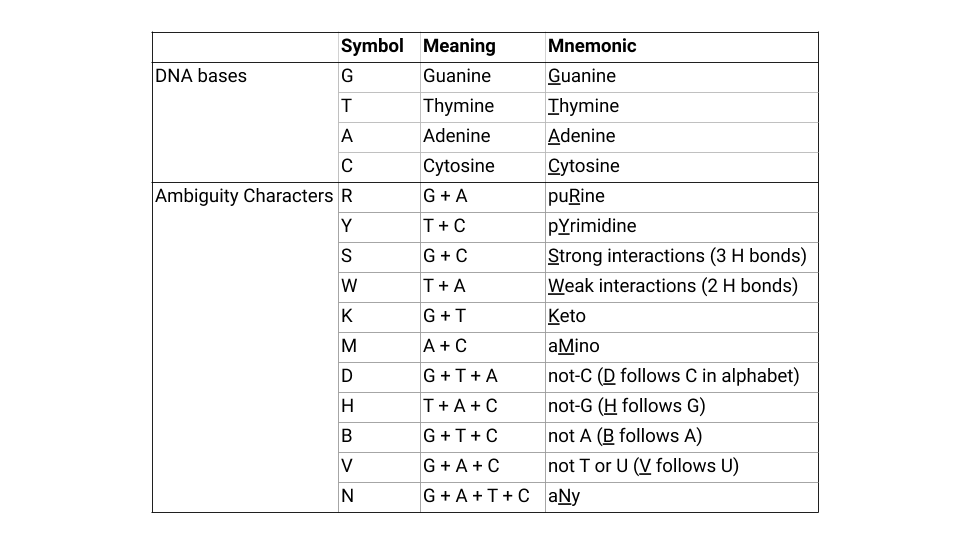 Symbol Meaning Mnemonic
DNA bases G Guanine Guanine
T Thymine Thymine
A Adenine Adenine
C Cytosine Cytosine
Ambiguity Characters R G + A puRine
Y T + C pYrimidine
S G + C Strong interactions (3 H bonds)
W T + A Weak interactions (2 H bonds)
K G + T Keto
M A + C aMino
D G + T + A not-C (D follows C in alphabet)
H T + A + C not-G (H follows G)
B G + T + C not A (B follows A)
V G + A + C not T or U (V follows U)
N G + A + T + C aNy